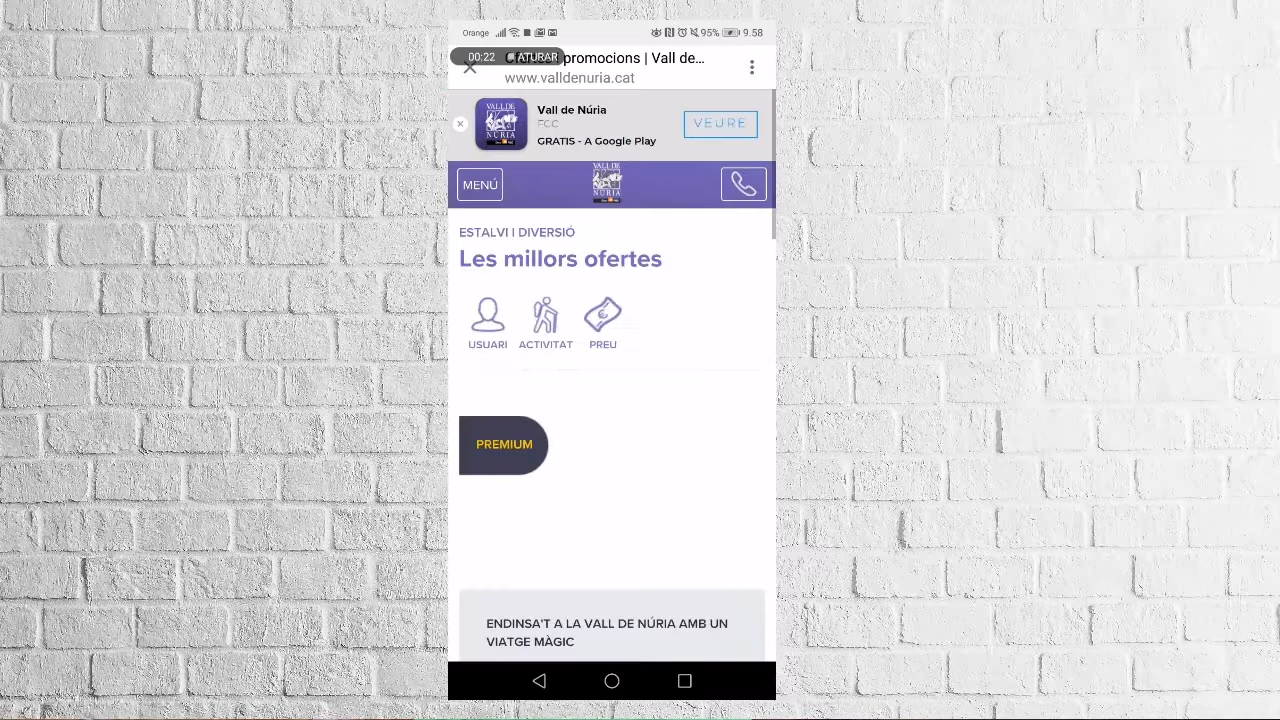 Orange
95%
9.58
00:22 ATURAR
promocions | Vall de...
www.valldenuria.cat
VALL DE NÚRIA
Vall de Núria
FGC
GRATIS - A Google Play
VEURE
MENÚ
VALL DE NÚRIA
ESTALVI I DIVERSIÓ
Les millors ofertes
USUARI
ACTIVITAT
PREU
PREMIUM
ENDINSA'T A LA VALL DE NÚRIA AMB UN
VIATGE MÀGIC